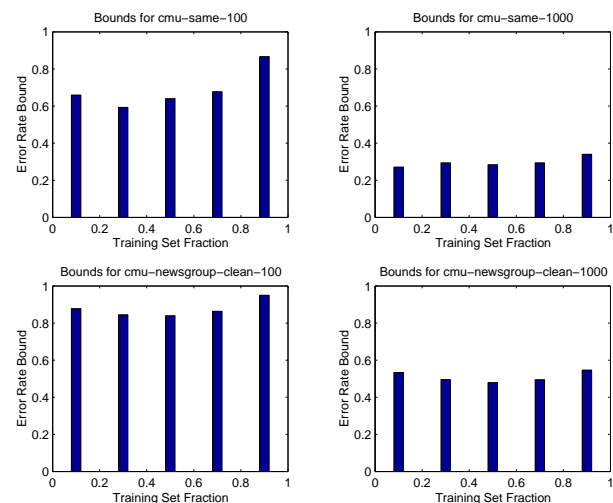 Bounds for cmu-same-100
1
0.8
0.6
0.4
0.2
0
Error Rate Bound
0 0.2 0.4 0.6 0.8 1
Training Set Fraction
Bounds for cmu-same-1000
1
0.8
0.6
0.4
0.2
0
Error Rate Bound
0 0.2 0.4 0.6 0.8 1
Training Set Fraction
Bounds for cmu-newsgroup-clean-100
1
0.8
0.6
0.4
0.2
0
Error Rate Bound
0 0.2 0.4 0.6 0.8 1
Training Set Fraction
Bounds for cmu-newsgroup-clean-1000
1
0.8
0.6
0.4
0.2
0
Error Rate Bound
0 0.2 0.4 0.6 0.8 1
Training Set Fraction